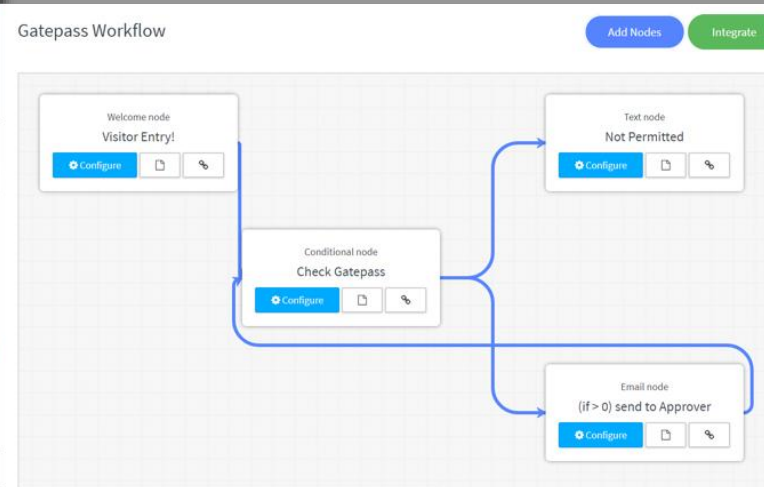 Gatepass Workflow
Add Nodes
Integrate
Welcome node
Visitor Entry!
Configure
Text node
Not Permitted
Configure
Conditional node
Check Gatepass
Configure
Email node
(if > 0) send to Approver
Configure